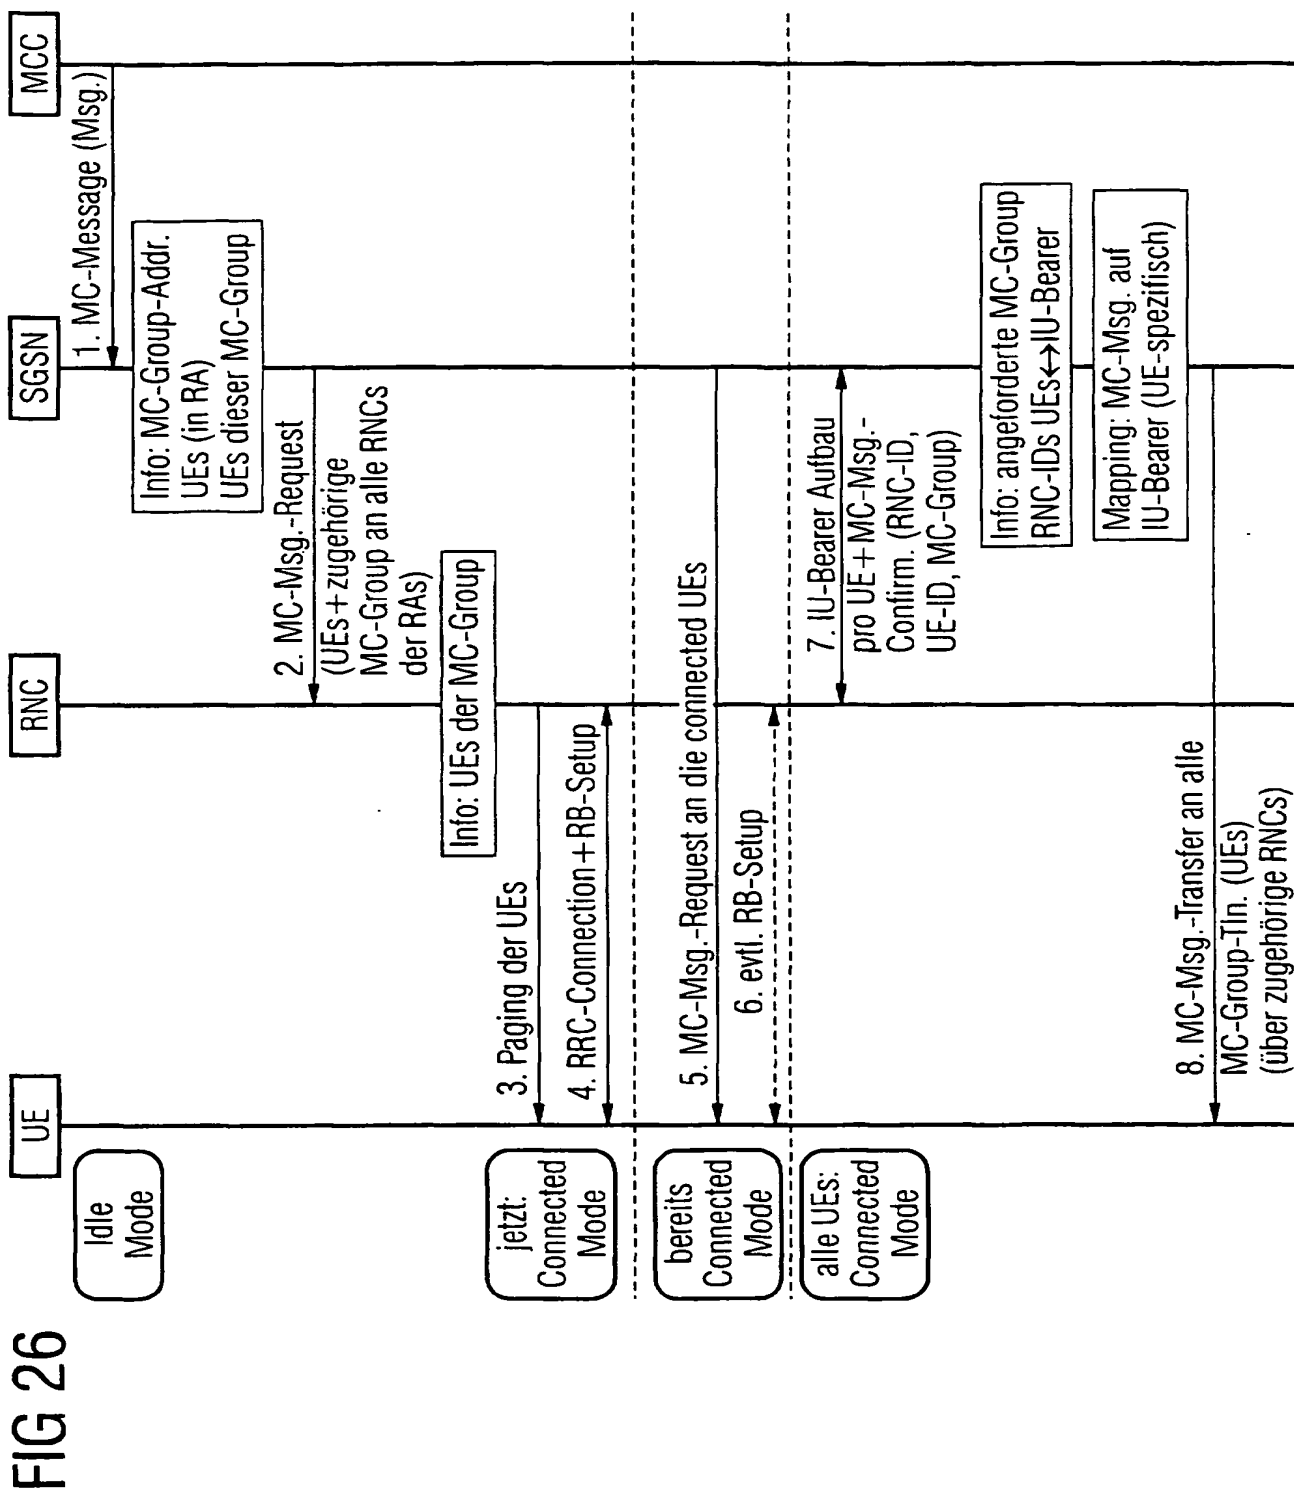 FIG 26
UE
RNC
SGSN
MCC
Idle
Mode
1. MC-Message (Msg.)
Info: MC-Group-Addr.
UEs (in RA)
UEs dieser MC-Group
2. MC-Msg.-Request
(UEs+zugehörige
MC-Group an alle RNCs
der RAs)
Info: UEs der MC-Group
jetzt:
Connected
Mode
3. Paging der UEs
4. RRC-Connection+RB-Setup
bereits
Connected
Mode
5. MC-Msg.-Request an die connected UEs
6. evtl. RB-Setup
alle UEs:
Connected
Mode
7. IU-Bearer Aufbau
pro UE+MC-Msg.-
Confirm. (RNC-ID,
UE-ID, MC-Group)
Info: angeforderte MC-Group
RNC-IDs UEs↔IU-Bearer
Mapping: MC-Msg. auf
IU-Bearer (UE-spezifisch)
8. MC-Msg.-Transfer an alle
MC-Group-Tln. (UEs)
(über zugehörige RNCs)